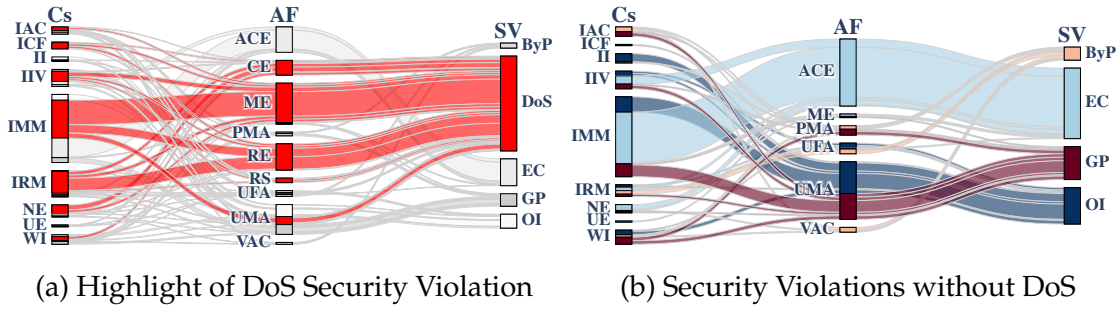 Cs
AF
SV
IAC
ICF
II
IIV
IMM
IRM
NE
UE
WI
ACE
CE
ME
PMA
RE
RS
UFA
UMA
VAC
ByP
DoS
EC
GP
OI
(a) Highlight of DoS Security Violation
Cs
AF
SV
IAC
ICF
II
IIV
IMM
IRM
NE
UE
WI
ACE
ME
PMA
UFA
UMA
VAC
ByP
EC
GP
OI
(b) Security Violations without DoS